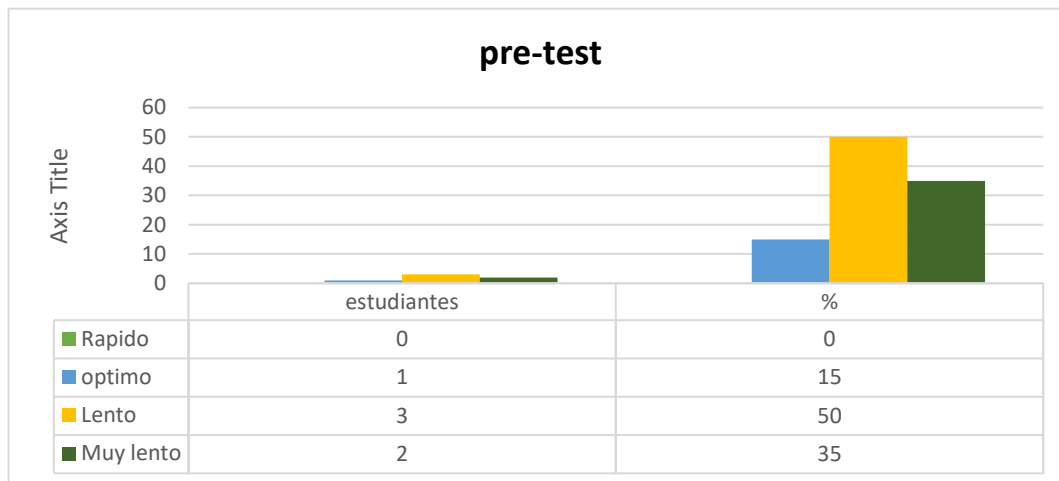 pre-test
60
50
40
30
20
10
0
Axis Title
estudiantes %
Rapido 0 0
optimo 1 15
Lento 3 50
Muy lento 2 35